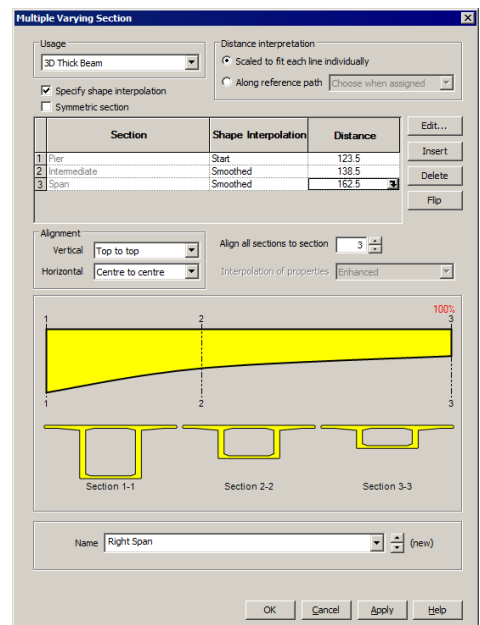 Multiple Varying Section
Usage
3D Thick Beam
Specify shape interpolation
Symmetric section
Distance interpretation
Scaled to fit each line individually
Along reference path Choose when assigned
Section Shape Interpolation Distance
1 Pier Start 123.5
2 Intermediate Smoothed 138.5
3 Span Smoothed 162.5
Edit...
Insert
Delete
Flip
Alignment
Vertical Top to top
Horizontal Centre to centre
Align all sections to section 3
Interpolation of properties Enhanced
100%
1 2 3
1 2 3
Section 1-1 Section 2-2 Section 3-3
Name Right Span (new)
OK Cancel Apply Help